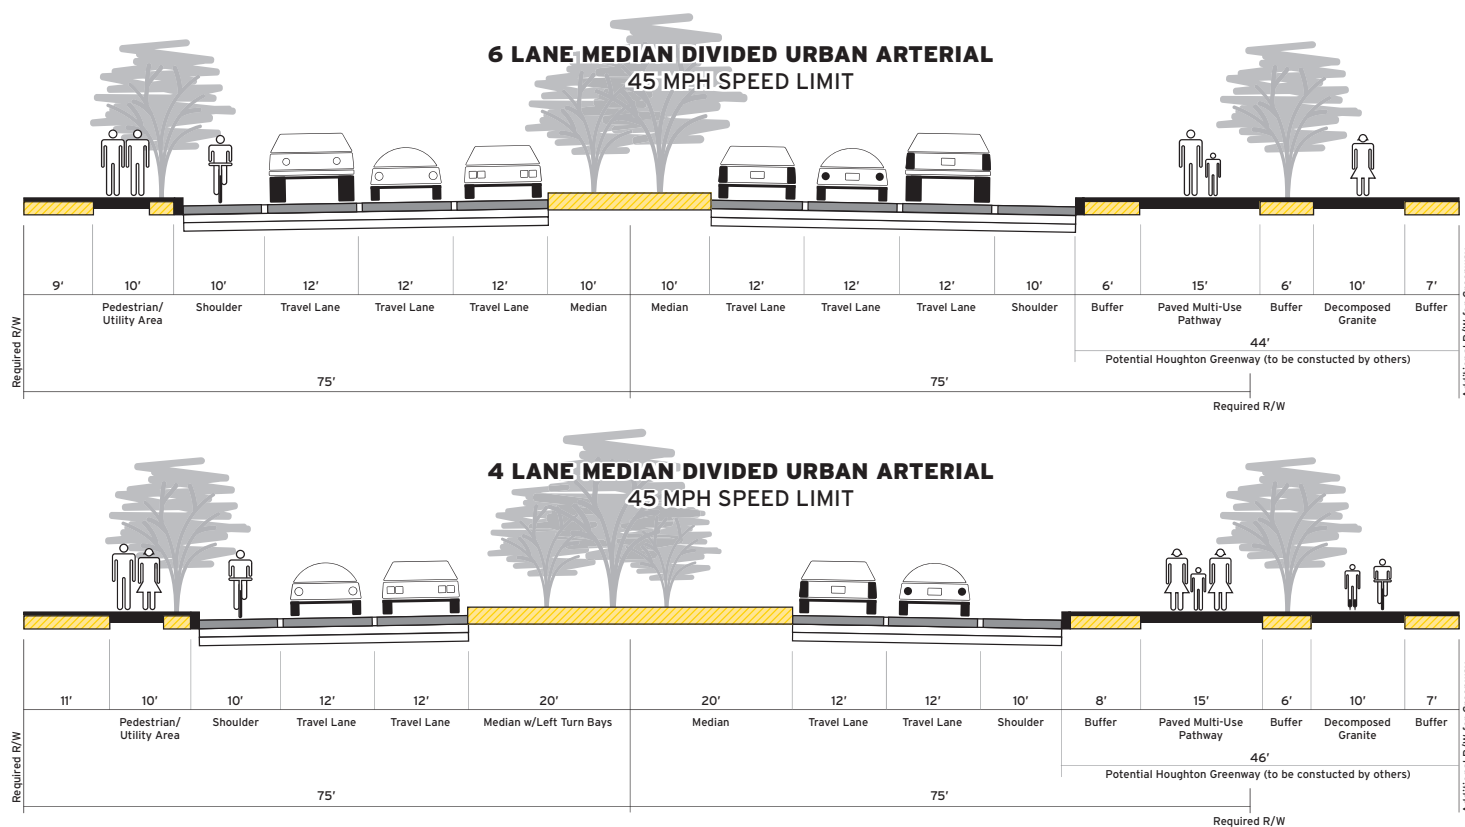 6 LANE MEDIAN DIVIDED URBAN ARTERIAL
45 MPH SPEED LIMIT
9' 10' 10' 12' 12' 12' 10' 10' 12' 12' 12' 10' 6' 15' 6' 10' 7'
Pedestrian/ Shoulder Travel Lane Travel Lane Travel Lane Median Median Travel Lane Travel Lane Travel Lane Shoulder Buffer Paved Multi-Use Buffer Decomposed Buffer
Utility Area Pathway Granite
Required R/W
44'
Potential Houghton Greenway (to be constucted by others)
75' 75'
Required R/W
4 LANE MEDIAN DIVIDED URBAN ARTERIAL
45 MPH SPEED LIMIT
11' 10' 10' 12' 12' 20' 20' 12' 12' 10' 8' 15' 6' 10' 7'
Pedestrian/ Shoulder Travel Lane Travel Lane Median w/Left Turn Bays Median Travel Lane Travel Lane Shoulder Buffer Paved Multi-Use Buffer Decomposed Buffer
Utility Area Pathway Granite
Required R/W
46'
Potential Houghton Greenway (to be constucted by others)
75' 75'
Required R/W